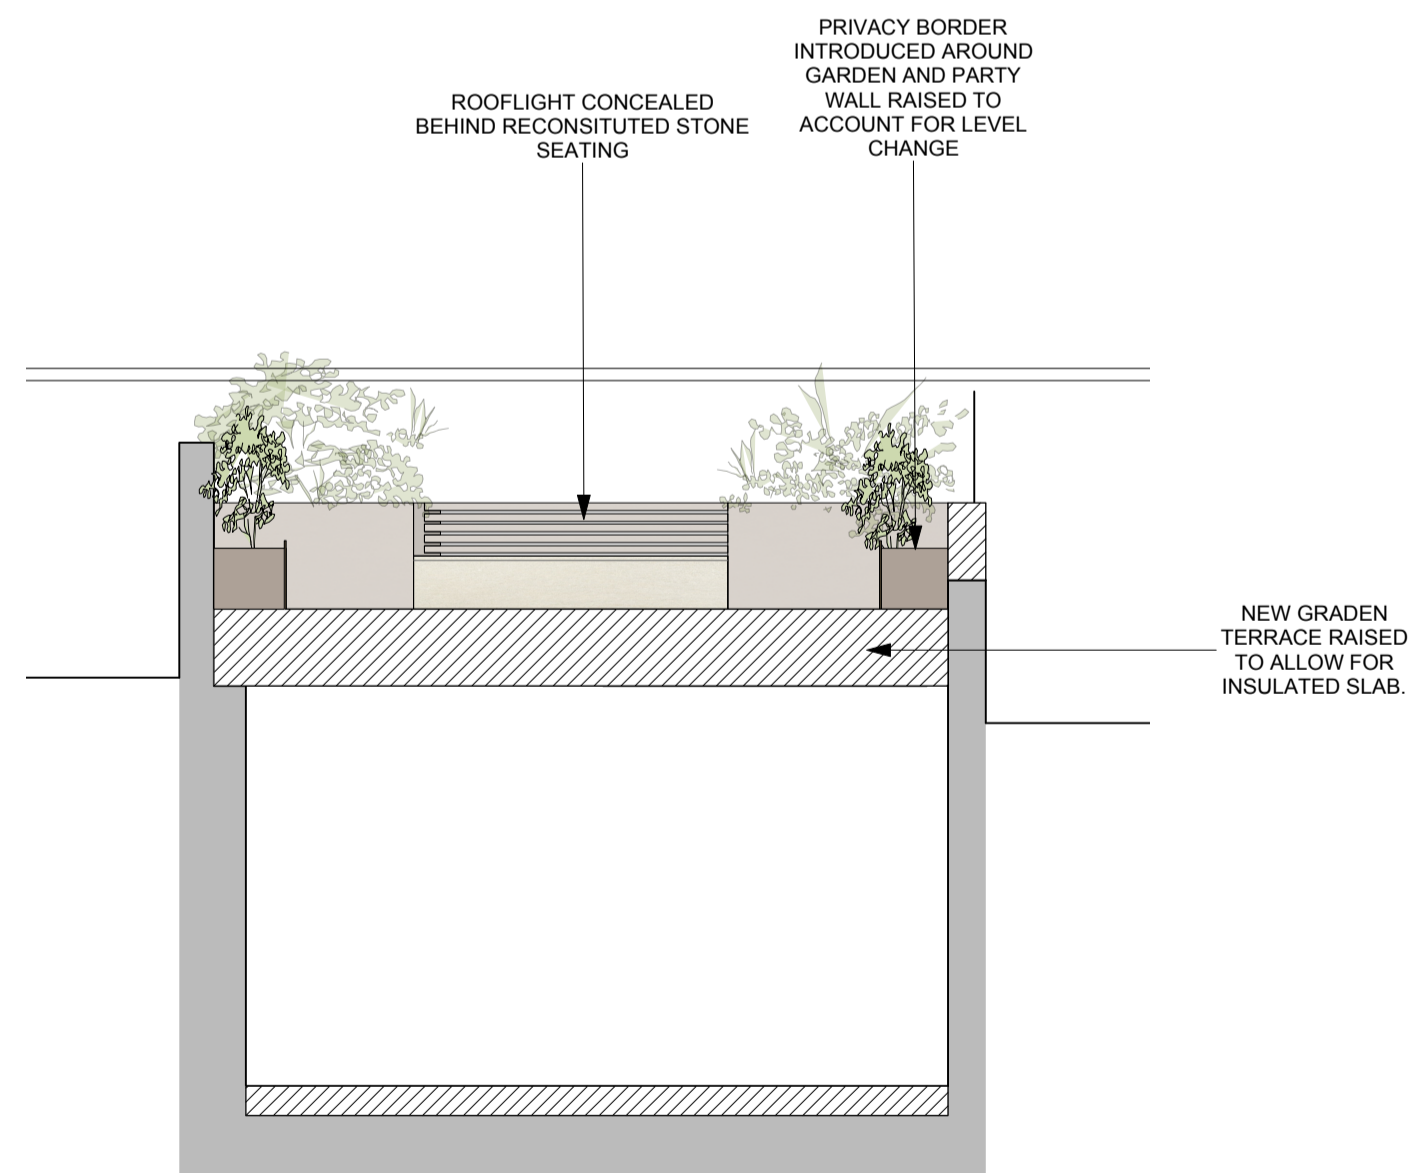 PRIVACY BORDER
INTRODUCED AROUND
GARDEN AND PARTY
WALL RAISED TO
ACCOUNT FOR LEVEL
CHANGE
ROOFLIGHT CONCEALED
BEHIND RECONSITUTED STONE
SEATING
NEW GRADEN
TERRACE RAISED
TO ALLOW FOR
INSULATED SLAB.